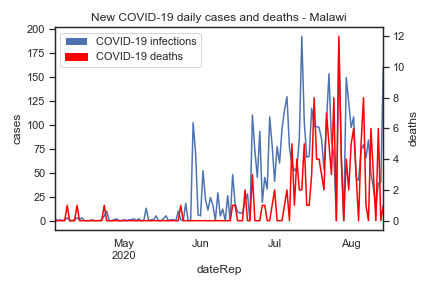 New COVID-19 daily cases and deaths - Malawi
COVID-19 infections
COVID-19 deaths
200
175
150
125
100
75
50
25
0
cases
12
10
8
6
4
2
0
deaths
May
2020
Jun
Jul
Aug
dateRep